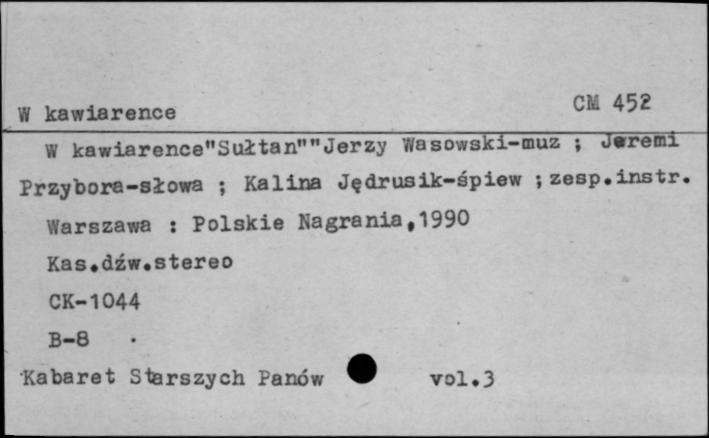 CM 452
W kawiarence
W kawiarence"Sułtan""Jerzy Wasowski-muz ; Jeremi
Przybora-słowa ; Kalina Jędrusik-śpiew ;zesp.instr.
Warszawa : Polskie Nagrania,1990
Kas.dźw.stereo
CK-1044
B-8
Kabaret Starszych Panów vol.3